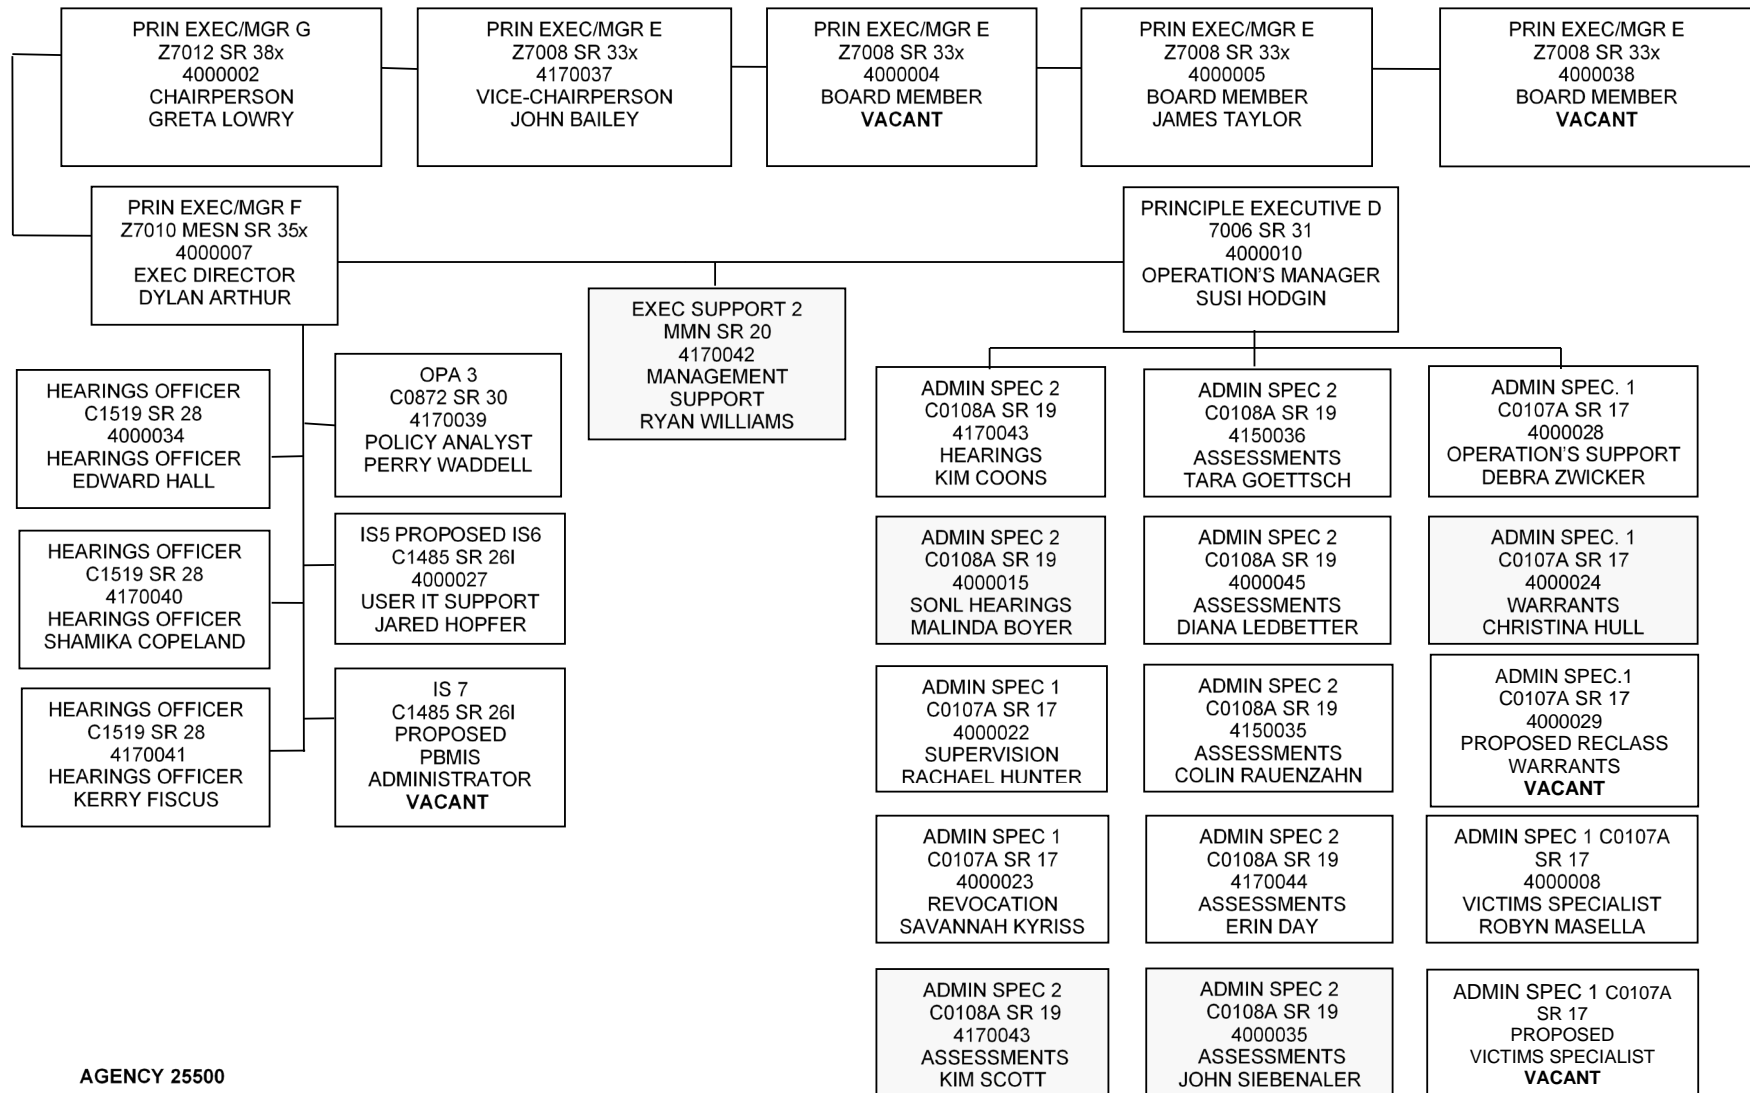 PRIN EXEC/MGR G
Z7012 SR 38x
4000002
CHAIRPERSON
GRETA LOWRY
PRIN EXEC/MGR E
Z7008 SR 33x
4170037
VICE-CHAIRPERSON
JOHN BAILEY
PRIN EXEC/MGR E
Z7008 SR 33x
4000004
BOARD MEMBER
VACANT
PRIN EXEC/MGR E
Z7008 SR 33x
4000005
BOARD MEMBER
JAMES TAYLOR
PRIN EXEC/MGR E
Z7008 SR 33x
4000038
BOARD MEMBER
VACANT
PRIN EXEC/MGR F
Z7010 MESN SR 35x
4000007
EXEC DIRECTOR
DYLAN ARTHUR
PRINCIPLE EXECUTIVE D
7006 SR 31
4000010
OPERATION’S MANAGER
SUSI HODGIN
EXEC SUPPORT 2
MMN SR 20
4170042
MANAGEMENT
SUPPORT
RYAN WILLIAMS
HEARINGS OFFICER
C1519 SR 28
4000034
HEARINGS OFFICER
EDWARD HALL
OPA 3
C0872 SR 30
4170039
POLICY ANALYST
PERRY WADDELL
HEARINGS OFFICER
C1519 SR 28
4170040
HEARINGS OFFICER
SHAMIKA COPELAND
IS5 PROPOSED IS6
C1485 SR 26I
4000027
USER IT SUPPORT
JARED HOPFER
HEARINGS OFFICER
C1519 SR 28
4170041
HEARINGS OFFICER
KERRY FISCUS
IS 7
C1485 SR 26I
PROPOSED
PBMIS
ADMINISTRATOR
VACANT
ADMIN SPEC 2
C0108A SR 19
4170043
HEARINGS
KIM COONS
ADMIN SPEC 2
C0108A SR 19
4150036
ASSESSMENTS
TARA GOETTSCH
ADMIN SPEC. 1
C0107A SR 17
4000028
OPERATION’S SUPPORT
DEBRA ZWICKER
ADMIN SPEC 2
C0108A SR 19
4000015
SONL HEARINGS
MALINDA BOYER
ADMIN SPEC 2
C0108A SR 19
4000045
ASSESSMENTS
DIANA LEDBETTER
ADMIN SPEC. 1
C0107A SR 17
4000024
WARRANTS
CHRISTINA HULL
ADMIN SPEC 1
C0107A SR 17
4000022
SUPERVISION
RACHAEL HUNTER
ADMIN SPEC 2
C0108A SR 19
4150035
ASSESSMENTS
COLIN RAUENZAHN
ADMIN SPEC.1
C0107A SR 17
4000029
PROPOSED RECLASS
WARRANTS
VACANT
ADMIN SPEC 1
C0107A SR 17
4000023
REVOCATION
SAVANNAH KYRISS
ADMIN SPEC 2
C0108A SR 19
4170044
ASSESSMENTS
ERIN DAY
ADMIN SPEC 1 C0107A
SR 17
4000008
VICTIMS SPECIALIST
ROBYN MASELLA
ADMIN SPEC 2
C0108A SR 19
4170043
ASSESSMENTS
KIM SCOTT
ADMIN SPEC 2
C0108A SR 19
4000035
ASSESSMENTS
JOHN SIEBENALER
ADMIN SPEC 1 C0107A
SR 17
PROPOSED
VICTIMS SPECIALIST
VACANT
AGENCY 25500